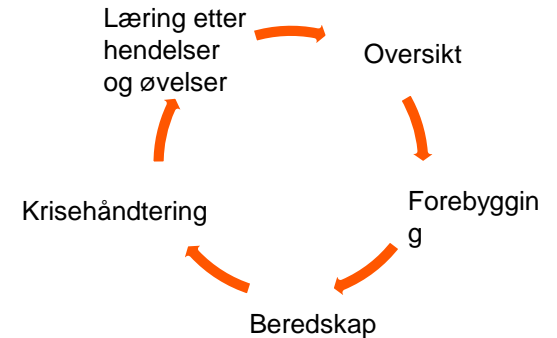 Læring etter
hendelser
og øvelser
Oversikt
Forebyggin
g
Beredskap
Krisehåndtering